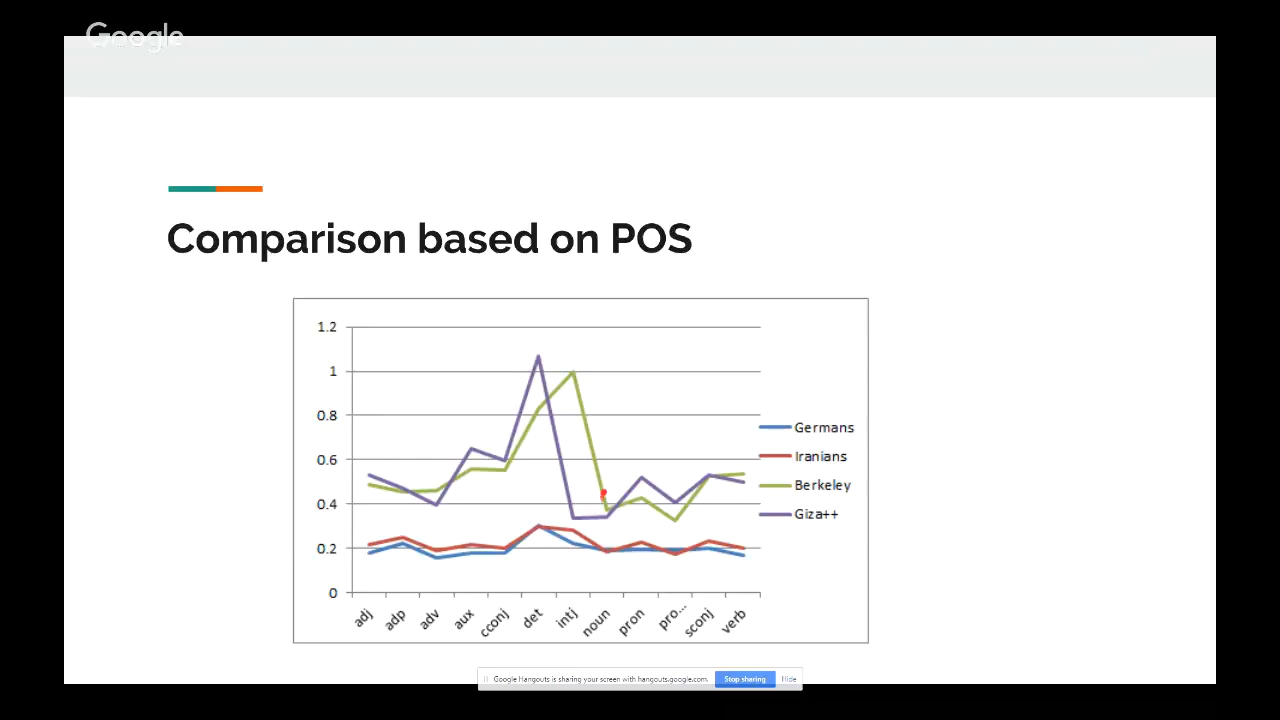 Google
Comparison based on POS
1.2
1
0.8
0.6
0.4
0.2
0
adj
adp
adv
aux
cconj
det
intj
noun
pron
pro...
sconj
verb
Germans
Iranians
Berkeley
Giza++
Google Hangouts is sharing your screen with hangouts.google.com.
Stop sharing
Hide